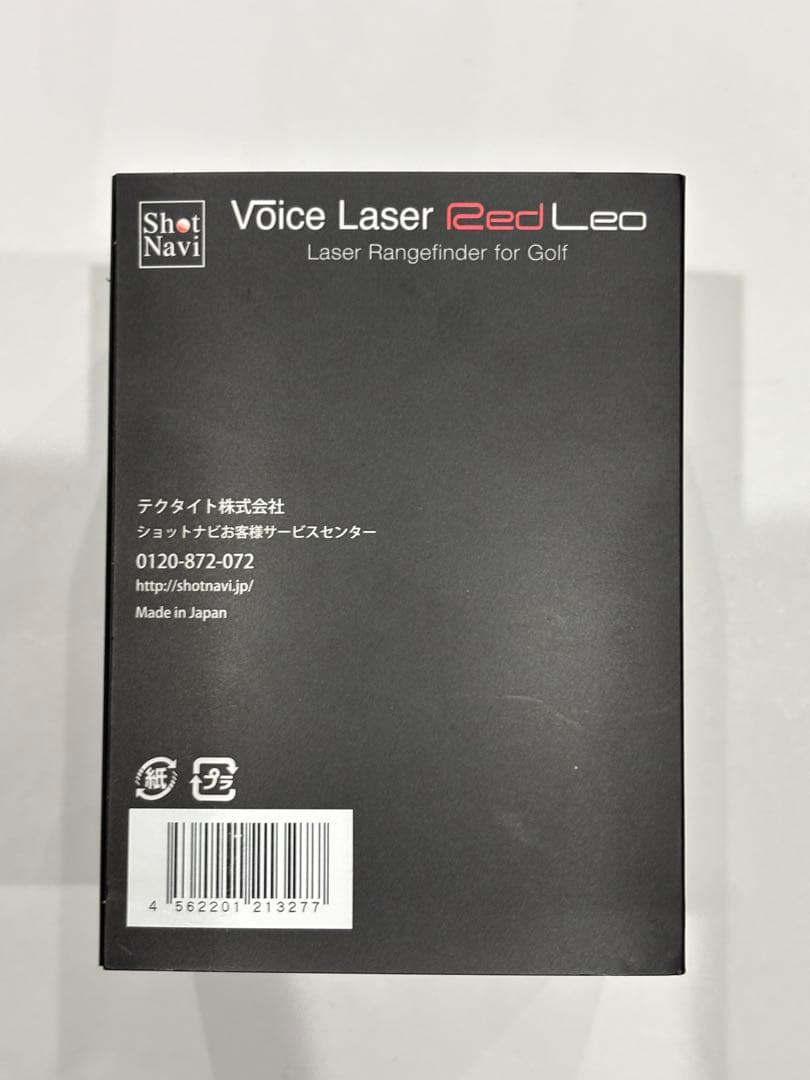 Shot
Navi
Voice Laser Red Leo
Laser Rangefinder for Golf
テクタイト株式会社
ショットナビお客様サービスセンター
0120-872-072
http://shotnavi.jp/
Made in Japan
紙 プラ
4 562201 213277